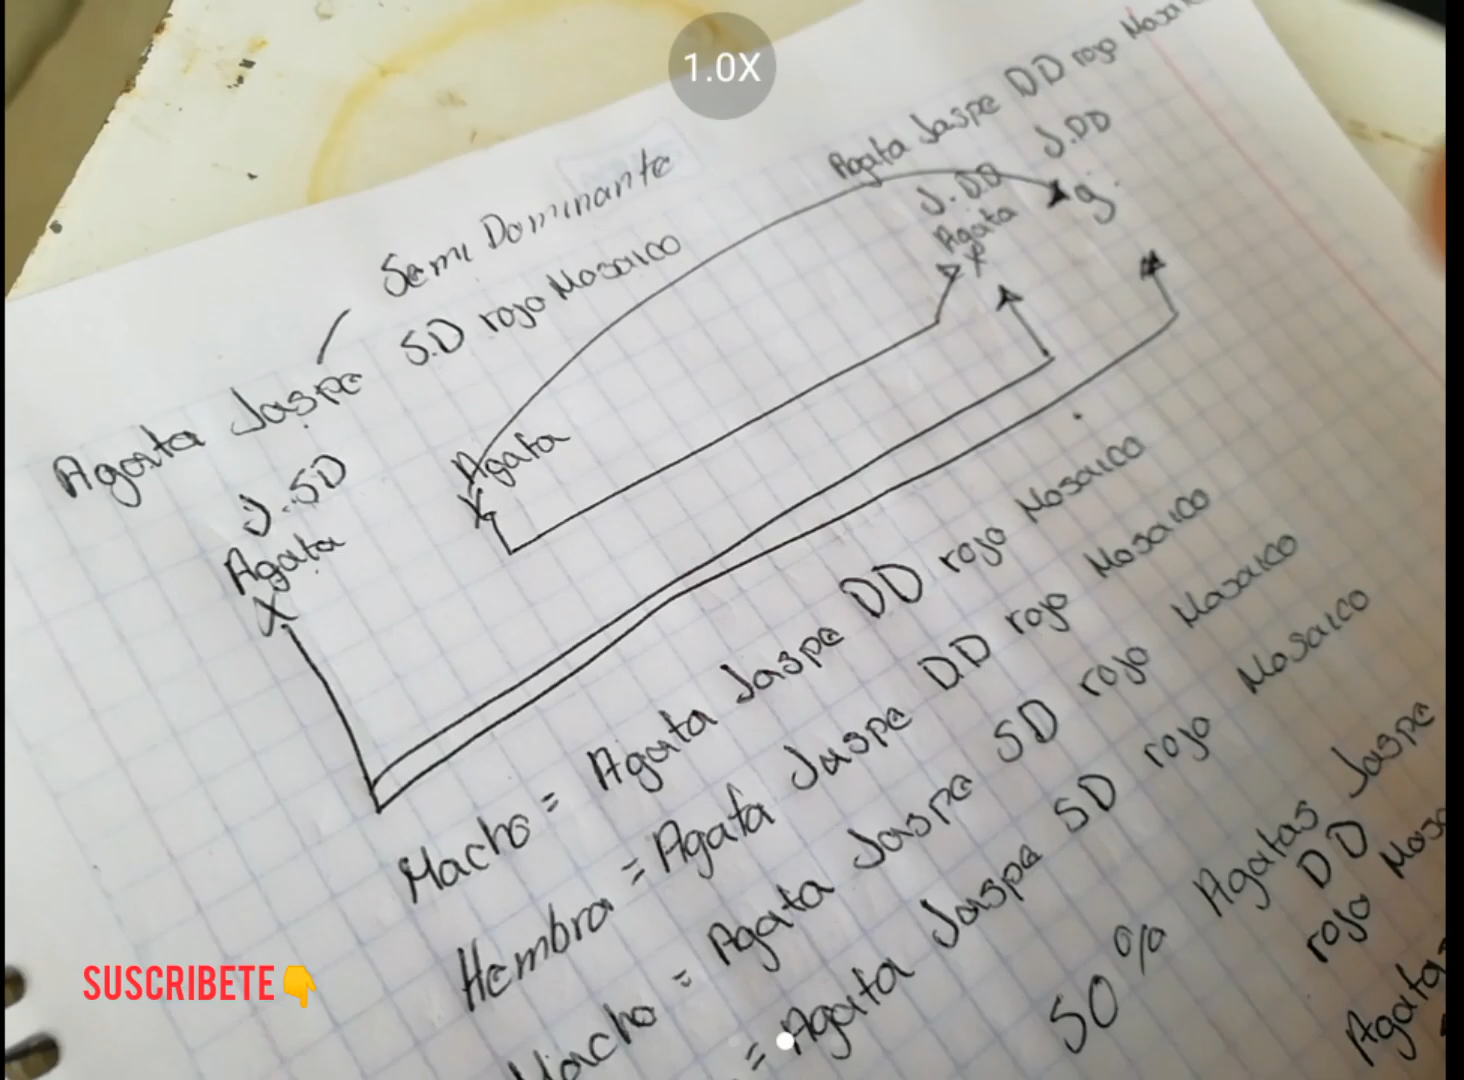 1.0X
Semi Dominante
Agata Jaspe S.D rojo Mosaico
Agata Jaspe DD rojo
J..SD
Agata
X
Agata
X
J.DD
Agata
X
J.DD
Macho = Agata Jaspe DD rojo Mosaico
Hembra = Agata Jaspe DD rojo Mosaico
Macho = Agata Jaspe SD rojo Mosaico
= Agata Jaspe SD rojo Mosaico
50% Agatas Jaspe
DD
rojo
SUSCRIBETE👇